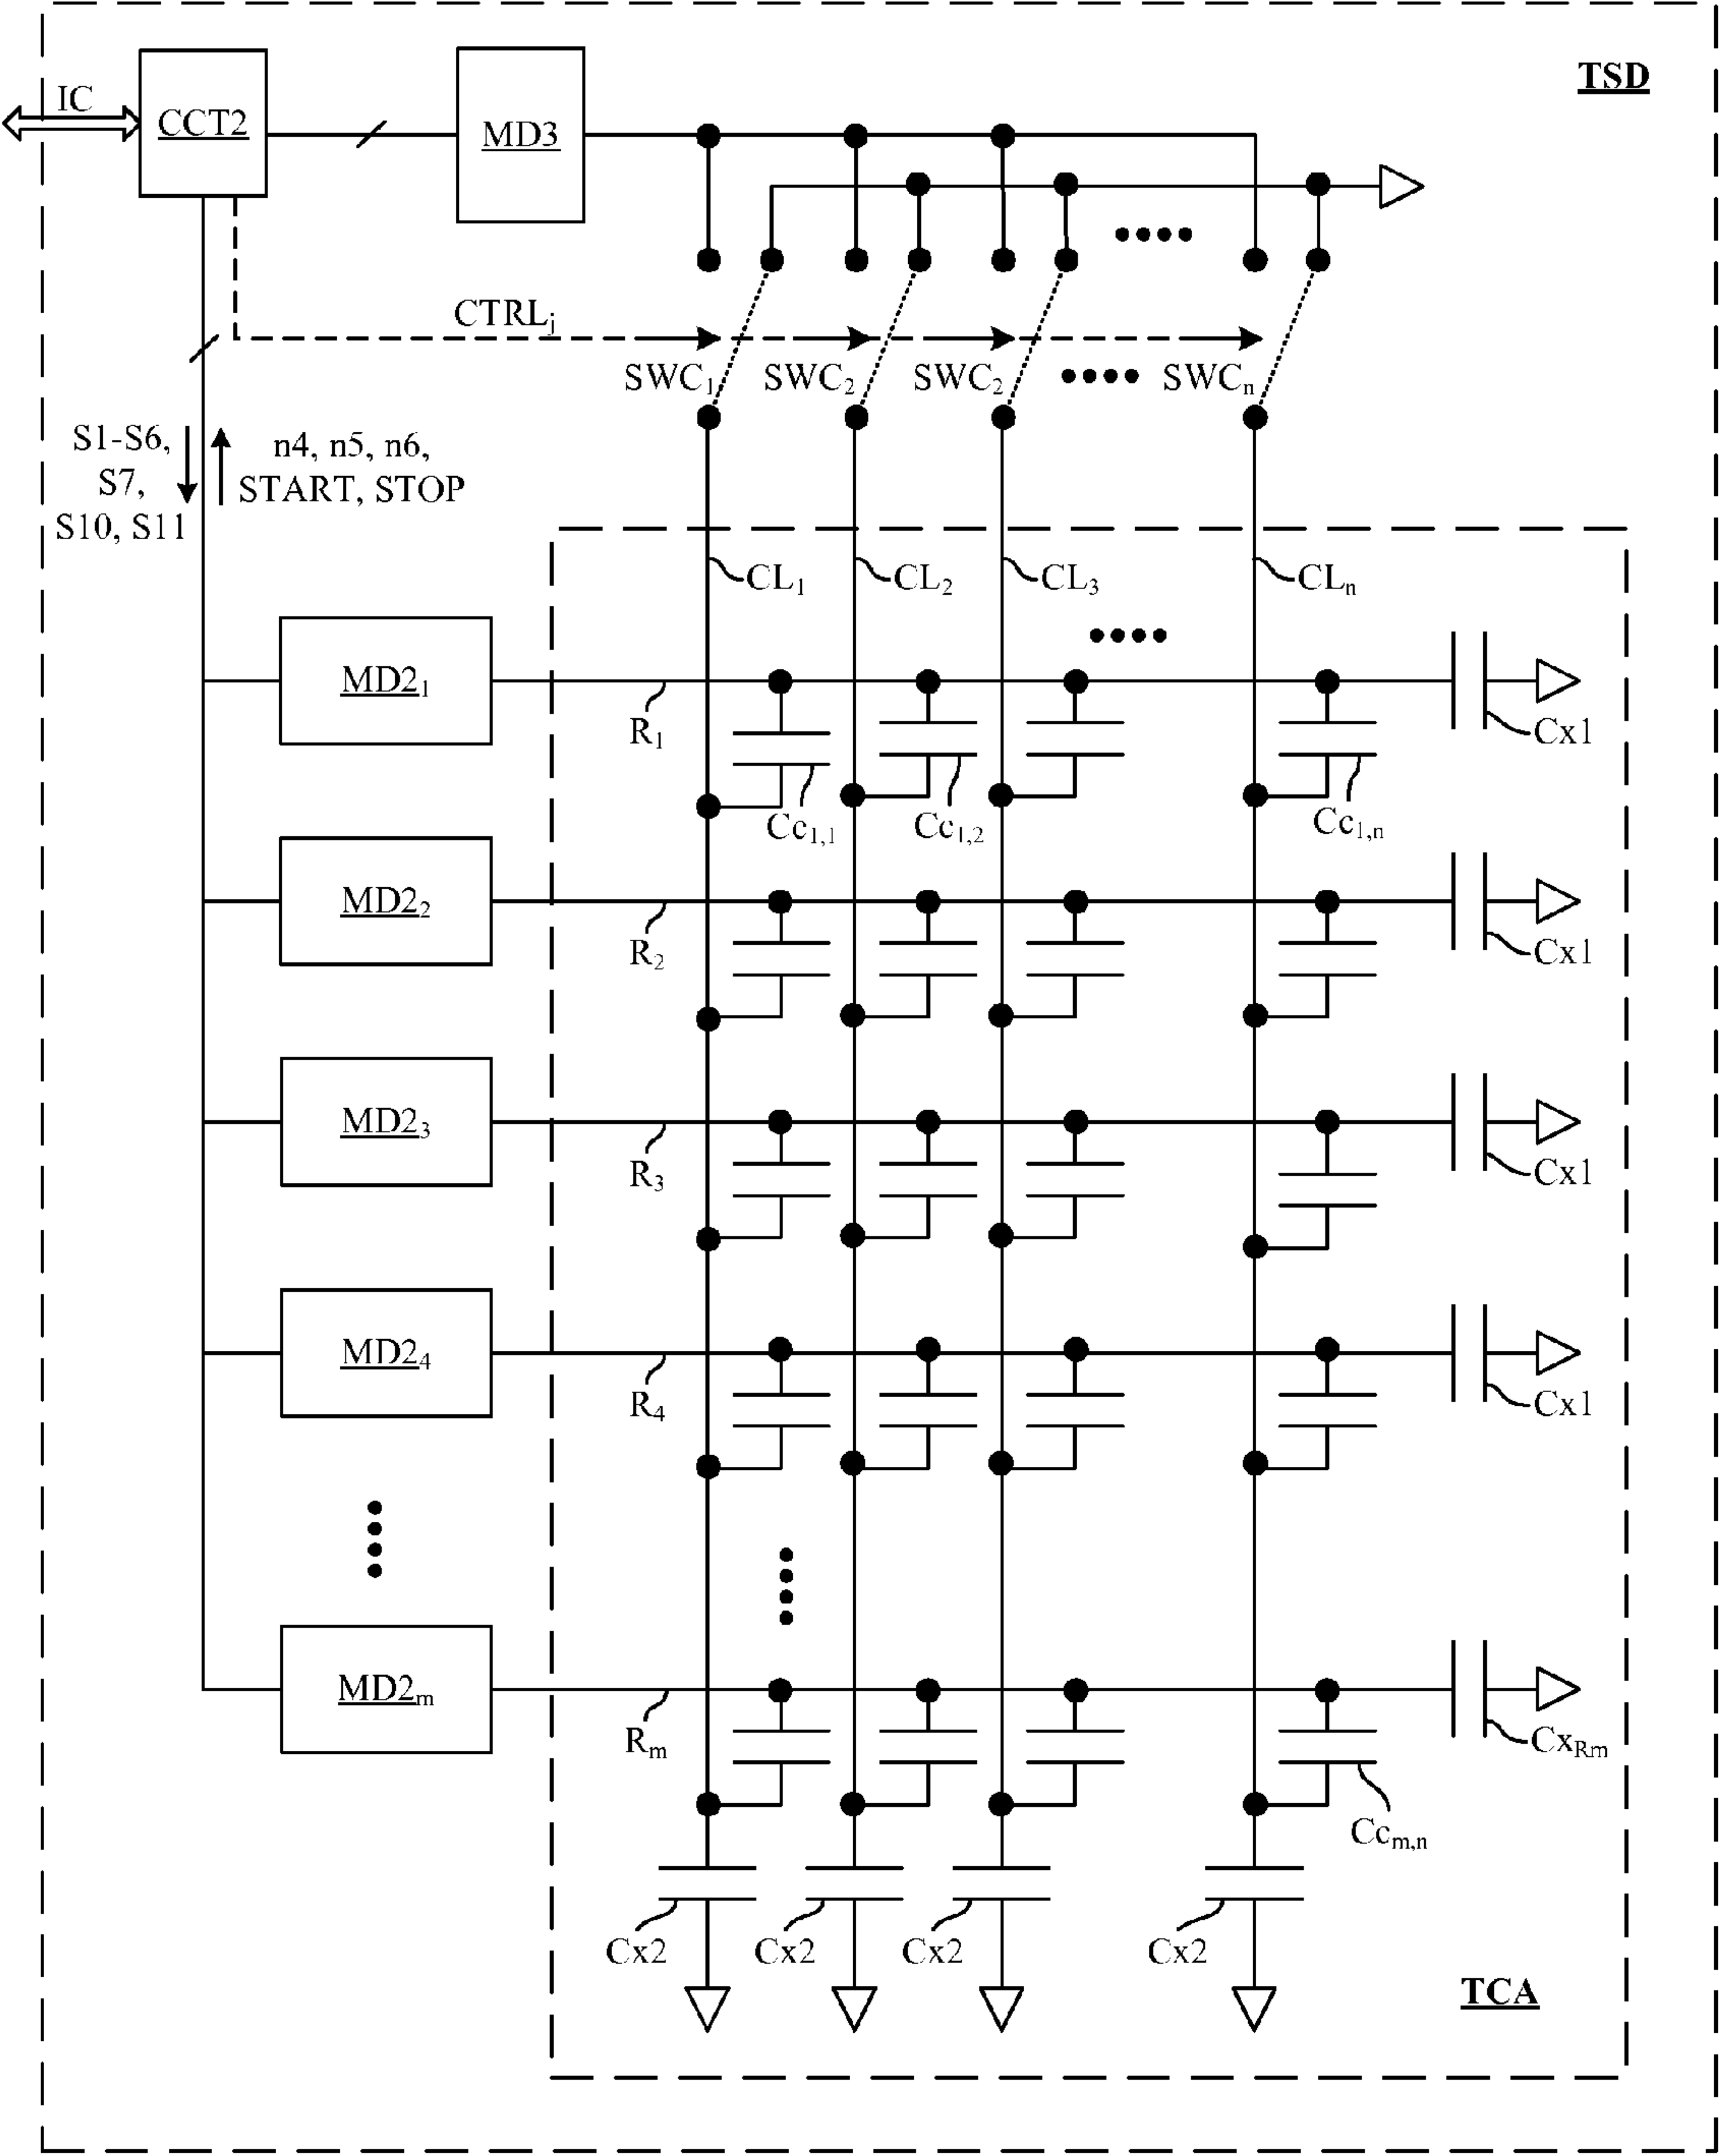 TSD
IC
CCT2
MD3
CTRLj
SWC1 SWC2 SWC2 SWCn
S1-S6,
S7,
S10, S11
n4, n5, n6,
START, STOP
CL1 CL2 CL3 CLn
MD21
R1
Cx1
Cc1,1 Cc1,2 Cc1,n
MD22
R2
Cx1
MD23
R3
Cx1
MD24
R4
Cx1
MD2m
Rm
CxRm
Ccm,n
Cx2 Cx2 Cx2 Cx2
TCA